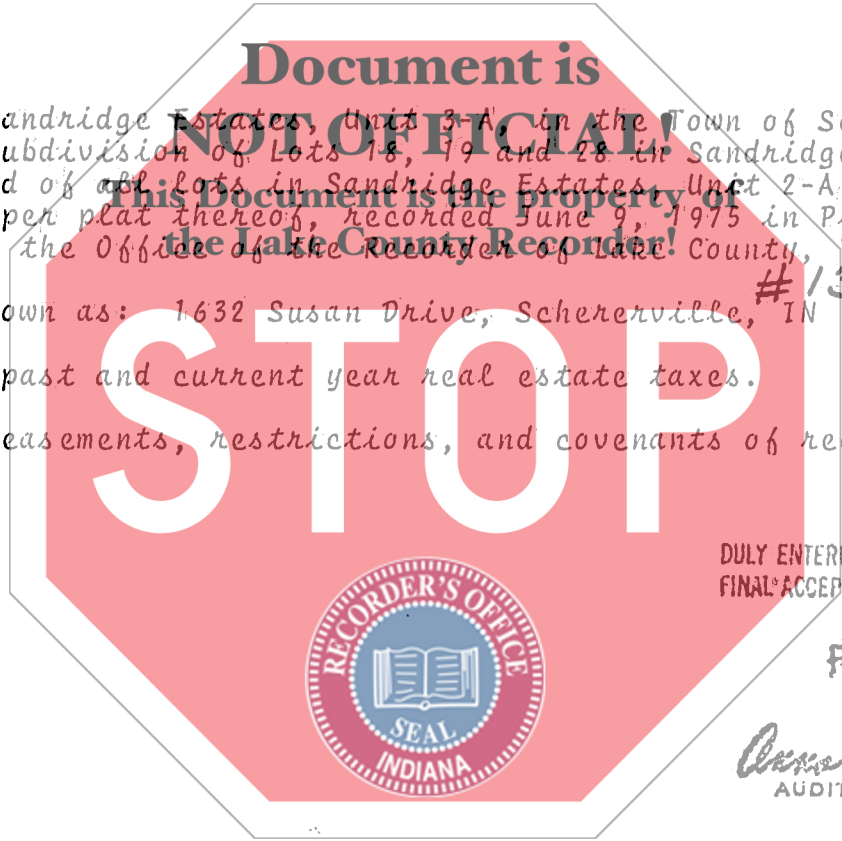 Document is
NOT OFFICIAL!
This Document is the property of
the Lake County Recorder!
andridge Estates, Unit 3-A, in the Town of Sc
ubdivision of Lots 18, 19 and 28 in Sandridge
d of all lots in Sandridge Estates, Unit 2-A
per plat thereof, recorded June 9, 1975 in P
the Office of the Recorder of Lake County,
#13
own as: 1632 Susan Drive, Schererville, IN
past and current year real estate taxes.
easements, restrictions, and covenants of re
STOP
DULY ENTER
FINAL ACCEP
RECORDER'S OFFICE
SEAL
INDIANA
AUDIT